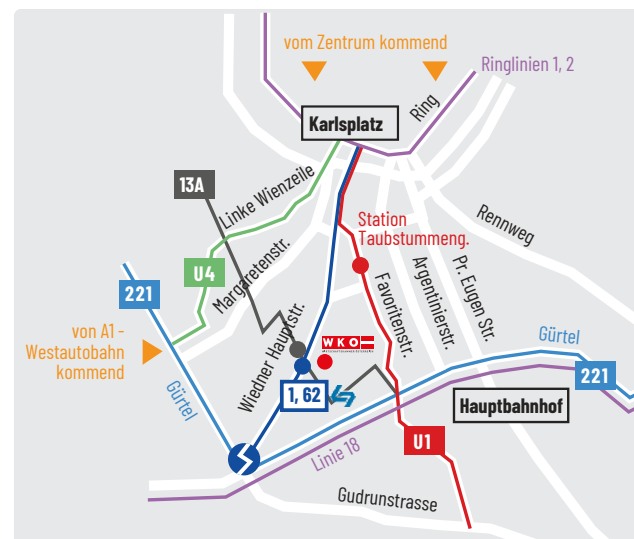 vom Zentrum kommend
Ringlinien 1, 2
Ring
Karlsplatz
13A
Linke Wienzeile
Station
Taubstummeng.
Rennweg
U4
Margaretenstr.
221
Favoritenstr.
Argentinierstr.
Pr. Eugen Str.
von A1 -
Westautobahn
kommend
Wiedner Hauptstr.
WKO
Gürtel
Gürtel
221
1, 62
Hauptbahnhof
U1
Linie 18
Gudrunstrasse